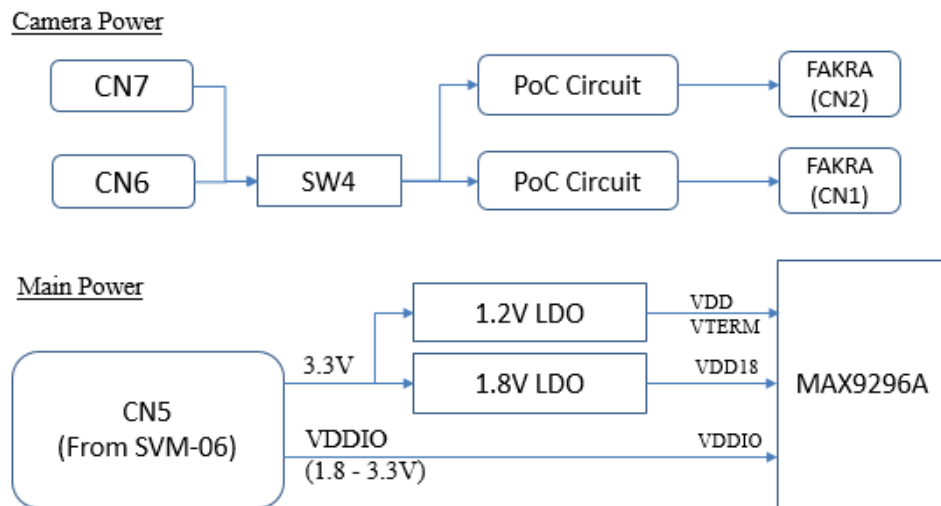 Camera Power
CN7
PoC Circuit
FAKRA
(CN2)
CN6
SW4
PoC Circuit
FAKRA
(CN1)
Main Power
1.2V LDO
VDD
VTERM
3.3V
1.8V LDO
VDD18
MAX9296A
CN5
(From SVM-06)
VDDIO
(1.8 - 3.3V)
VDDIO